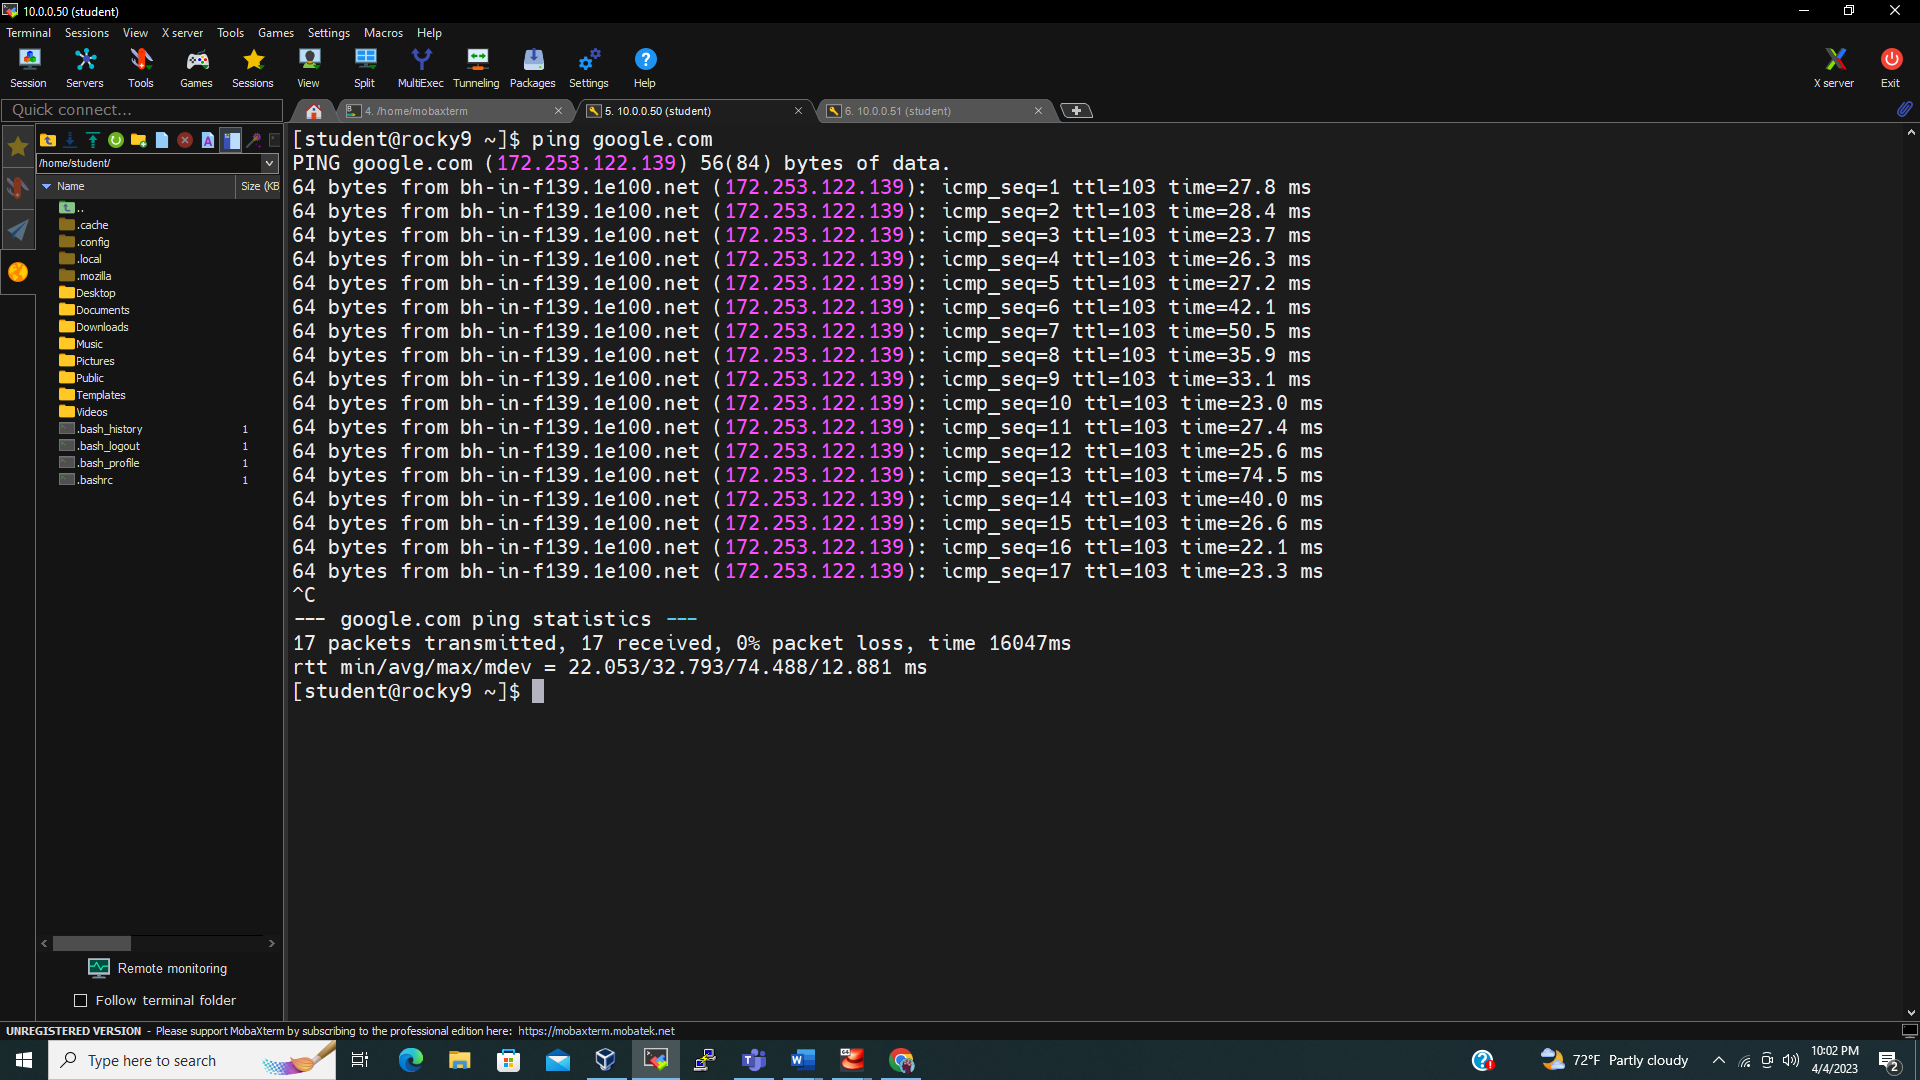 10.0.0.50 (student)
Terminal Sessions View X server Tools Games Settings Macros Help
Session Servers Tools Games Sessions View Split MultiExec Tunneling Packages Settings Help X server Exit
Quick connect...
4. /home/mobaxterm
5. 10.0.0.50 (student)
6. 10.0.0.51 (student)
/home/student/
Name Size (KB
..
.cache
.config
.local
.mozilla
Desktop
Documents
Downloads
Music
Pictures
Public
Templates
Videos
.bash_history 1
.bash_logout 1
.bash_profile 1
.bashrc 1
[student@rocky9 ~]$ ping google.com
PING google.com (172.253.122.139) 56(84) bytes of data.
64 bytes from bh-in-f139.1e100.net (172.253.122.139): icmp_seq=1 ttl=103 time=27.8 ms
64 bytes from bh-in-f139.1e100.net (172.253.122.139): icmp_seq=2 ttl=103 time=28.4 ms
64 bytes from bh-in-f139.1e100.net (172.253.122.139): icmp_seq=3 ttl=103 time=23.7 ms
64 bytes from bh-in-f139.1e100.net (172.253.122.139): icmp_seq=4 ttl=103 time=26.3 ms
64 bytes from bh-in-f139.1e100.net (172.253.122.139): icmp_seq=5 ttl=103 time=27.2 ms
64 bytes from bh-in-f139.1e100.net (172.253.122.139): icmp_seq=6 ttl=103 time=42.1 ms
64 bytes from bh-in-f139.1e100.net (172.253.122.139): icmp_seq=7 ttl=103 time=50.5 ms
64 bytes from bh-in-f139.1e100.net (172.253.122.139): icmp_seq=8 ttl=103 time=35.9 ms
64 bytes from bh-in-f139.1e100.net (172.253.122.139): icmp_seq=9 ttl=103 time=33.1 ms
64 bytes from bh-in-f139.1e100.net (172.253.122.139): icmp_seq=10 ttl=103 time=23.0 ms
64 bytes from bh-in-f139.1e100.net (172.253.122.139): icmp_seq=11 ttl=103 time=27.4 ms
64 bytes from bh-in-f139.1e100.net (172.253.122.139): icmp_seq=12 ttl=103 time=25.6 ms
64 bytes from bh-in-f139.1e100.net (172.253.122.139): icmp_seq=13 ttl=103 time=74.5 ms
64 bytes from bh-in-f139.1e100.net (172.253.122.139): icmp_seq=14 ttl=103 time=40.0 ms
64 bytes from bh-in-f139.1e100.net (172.253.122.139): icmp_seq=15 ttl=103 time=26.6 ms
64 bytes from bh-in-f139.1e100.net (172.253.122.139): icmp_seq=16 ttl=103 time=22.1 ms
64 bytes from bh-in-f139.1e100.net (172.253.122.139): icmp_seq=17 ttl=103 time=23.3 ms
^C
--- google.com ping statistics ---
17 packets transmitted, 17 received, 0% packet loss, time 16047ms
rtt min/avg/max/mdev = 22.053/32.793/74.488/12.881 ms
[student@rocky9 ~]$
Remote monitoring
Follow terminal folder
UNREGISTERED VERSION - Please support MobaXterm by subscribing to the professional edition here: https://mobaxterm.mobatek.net
Type here to search
72°F Partly cloudy
10:02 PM
4/4/2023
2